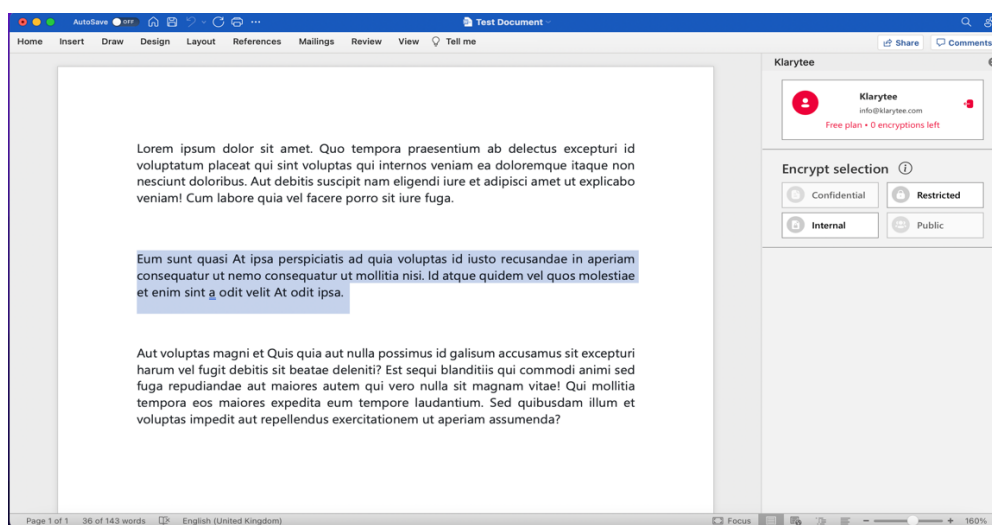 AutoSave OFF Test Document
Home Insert Draw Design Layout References Mailings Review View Tell me Share Comments
Klarytee
Klarytee
info@klarytee.com
Free plan • 0 encryptions left
Encrypt selection
Confidential Restricted
Internal Public
Lorem ipsum dolor sit amet. Quo tempora praesentium ab delectus excepturi id
voluptatum placeat qui sint voluptas qui internos veniam ea doloremque itaque non
nesciunt doloribus. Aut debitis suscipit nam eligendi iure et adipisci amet ut explicabo
veniam! Cum labore quia vel facere porro sit iure fuga.
Eum sunt quasi At ipsa perspiciatis ad quia voluptas id iusto recusandae in aperiam
consequatur ut nemo consequatur ut mollitia nisi. Id atque quidem vel quos molestiae
et enim sint a odit velit At odit ipsa.
Aut voluptas magni et Quis quia aut nulla possimus id galisum accusamus sit excepturi
harum vel fugit debitis sit beatae deleniti? Est sequi blanditiis qui commodi animi sed
fuga repudiandae aut maiores autem qui vero nulla sit magnam vitae! Qui mollitia
tempora eos maiores expedita eum tempore laudantium. Sed quibusdam illum et
voluptas impedit aut repellendus exercitationem ut aperiam assumenda?
Page 1 of 1 36 of 143 words English (United Kingdom) Focus 160%